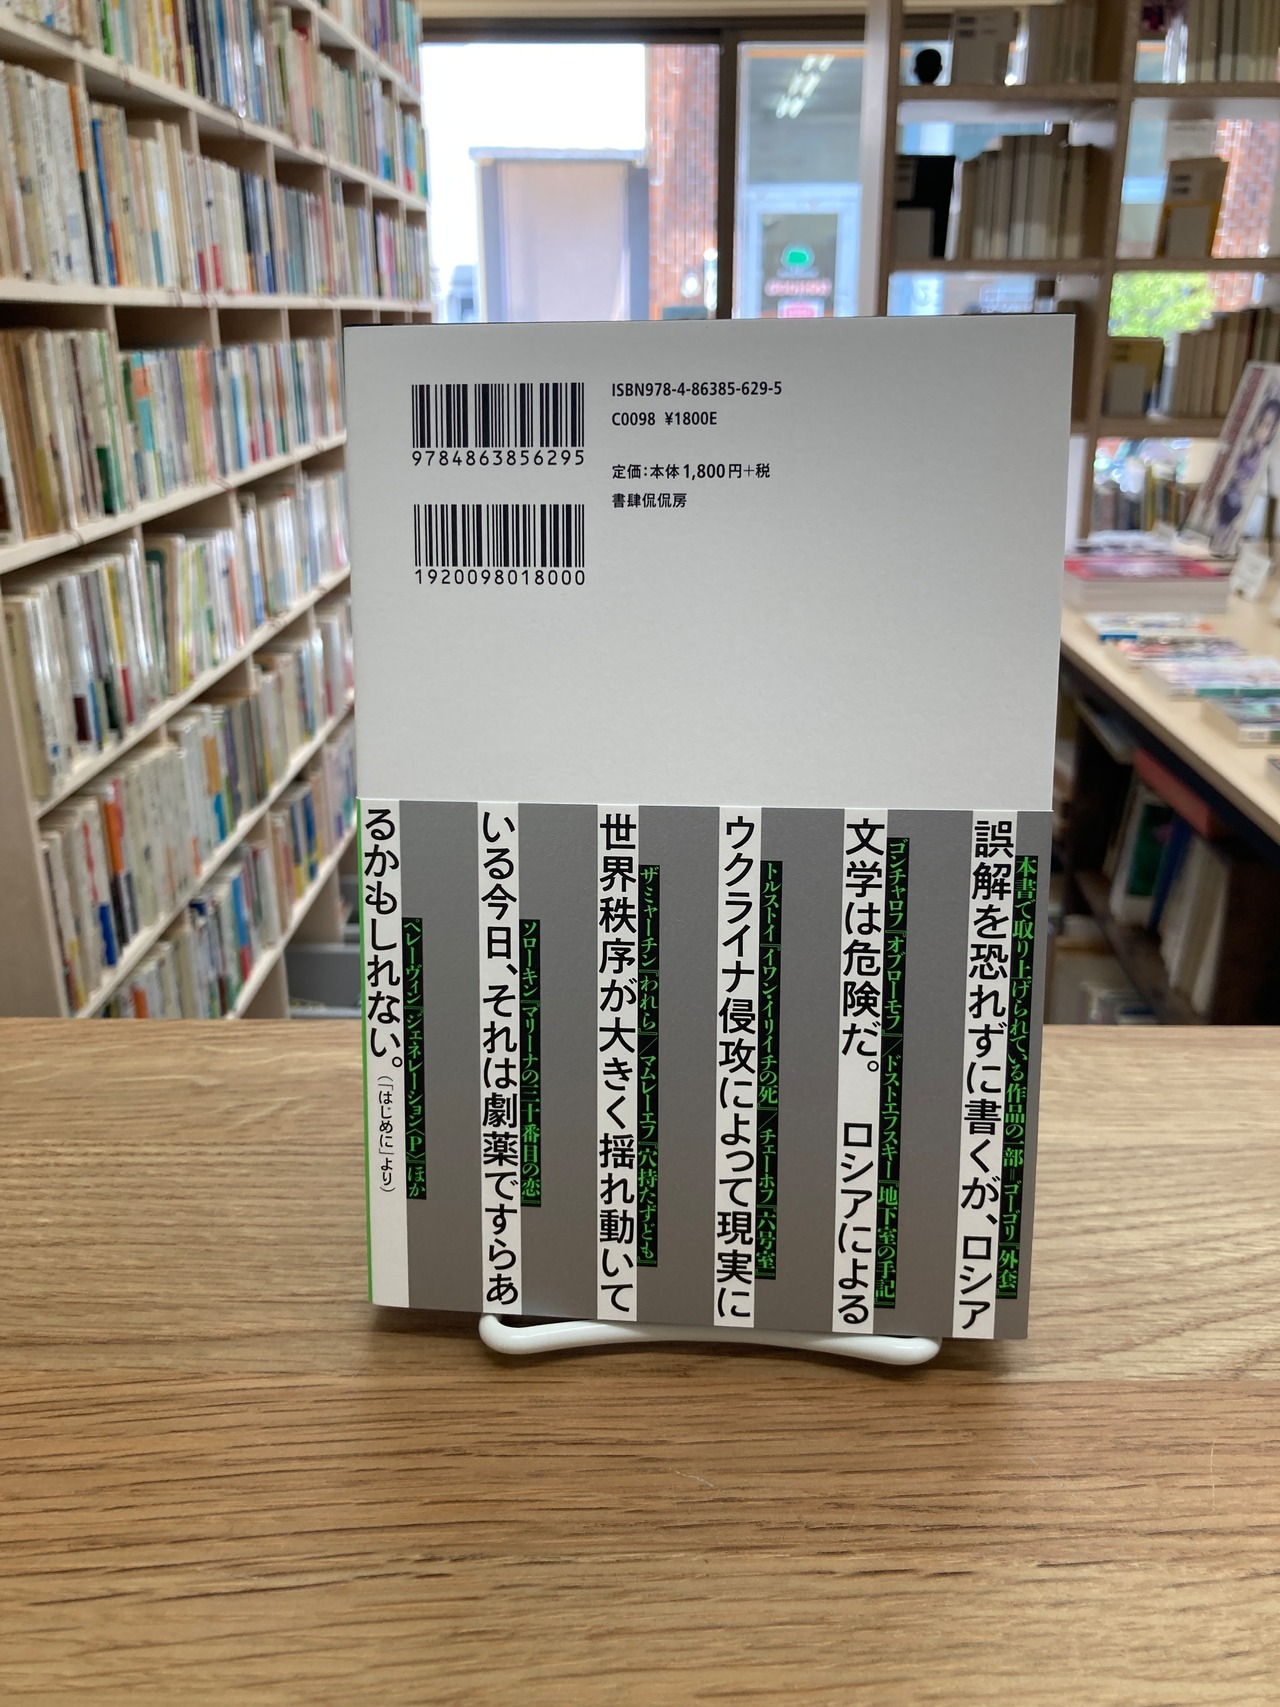 ISBN978-4-86385-629-5
C0098 ¥1800E
9784863856295
定価:本体1,800円+税
書肆侃侃房
1920098018000
誤解を恐れずに書くが、ロシア
文学は危険だ。 ロシアによる
ウクライナ侵攻によって現実に
世界秩序が大きく揺れ動いて
いる今日、それは劇薬ですらあ
るかもしれない。(「はじめに」より)
本書で取り上げられている作品の一部=ゴーゴリ『外套』
ゴンチャロフ『オブローモフ』/ドストエフスキー『地下室の手記』
トルストイ『イワン・イリイチの死』/チェーホフ『六号室』
ザミャーチン『われら』/マムレーエフ『穴持たずども』
ソローキン『マリーナの三十番目の恋』
ペレーヴィン『ジェネレーション〈P〉』ほか